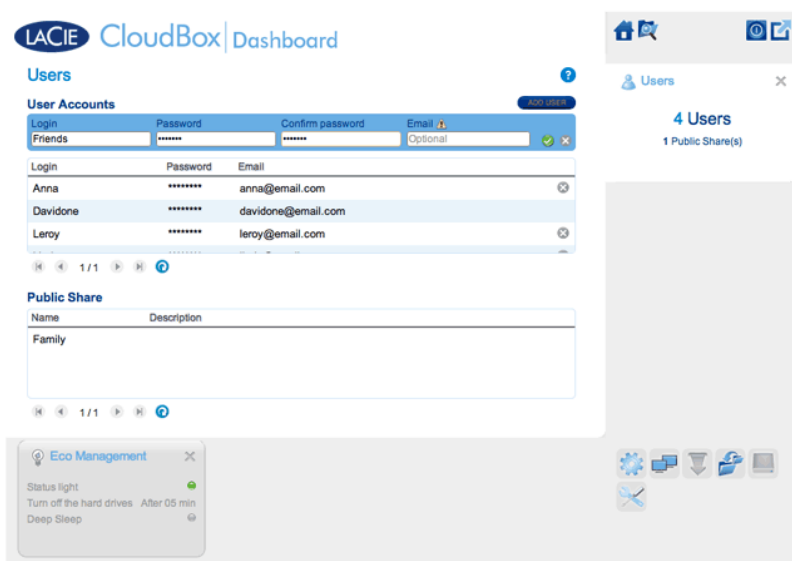 LACIE CloudBox Dashboard
Users
?
Users
User Accounts
ADD USER
4 Users
1 Public Share(s)
Login Password Confirm password Email
Friends ••••••• ••••••• Optional
Login Password Email
Anna ******** anna@email.com
Davidone ******** davidone@email.com
Leroy ******** leroy@email.com
1/1
Public Share
Name Description
Family
1/1
Eco Management
Status light
Turn off the hard drives After 05 min
Deep Sleep